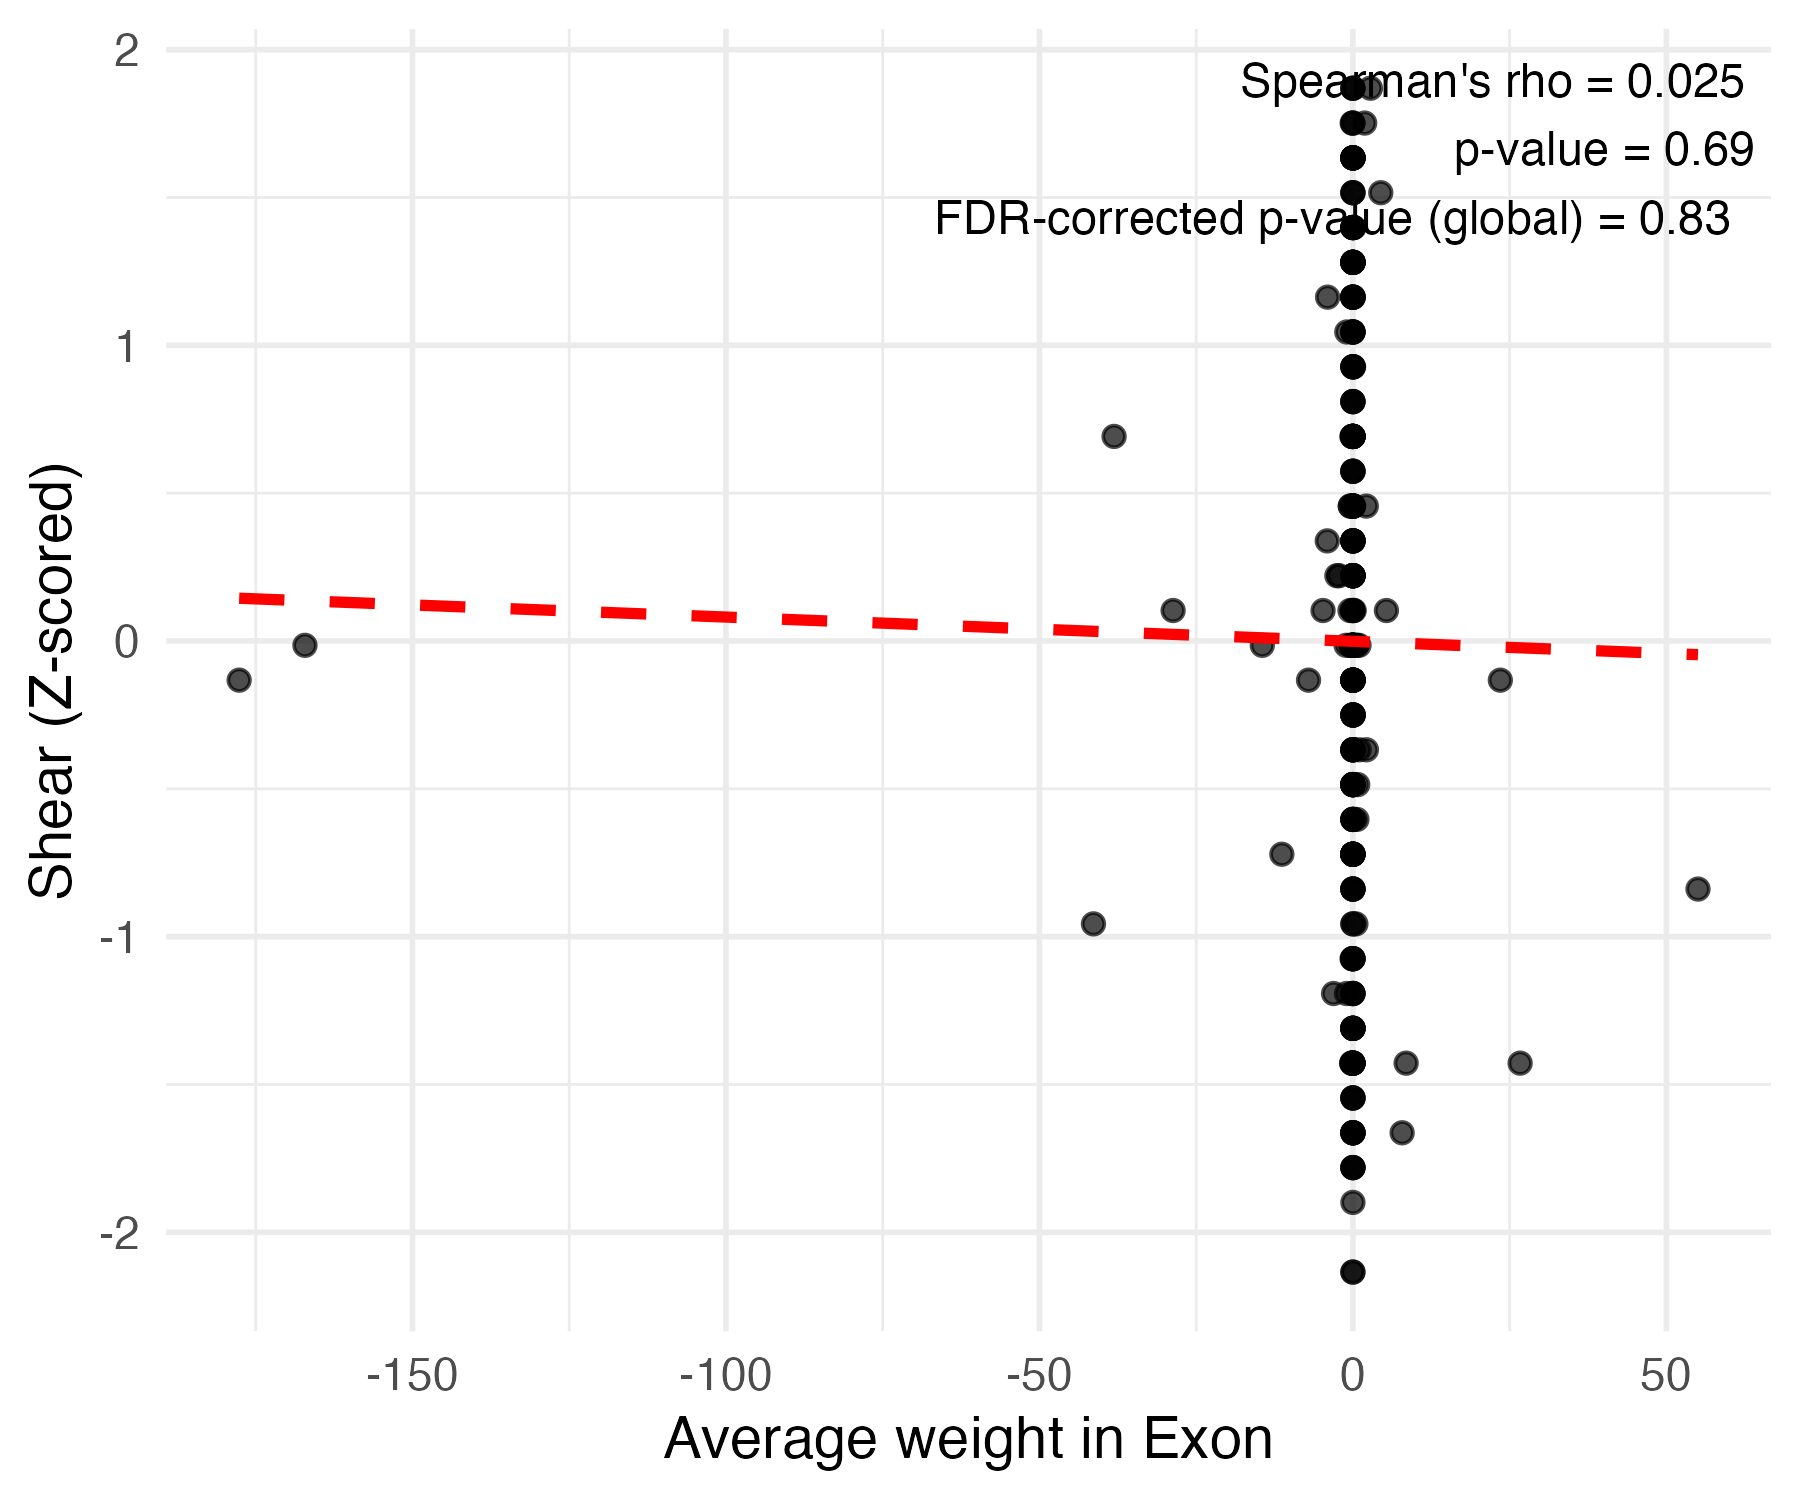 2
Spearman's rho = 0.025
p-value = 0.69
FDR-corrected p-value (global) = 0.83
1
0
-1
-2
Shear (Z-scored)
-150
-100
-50
0
50
Average weight in Exon